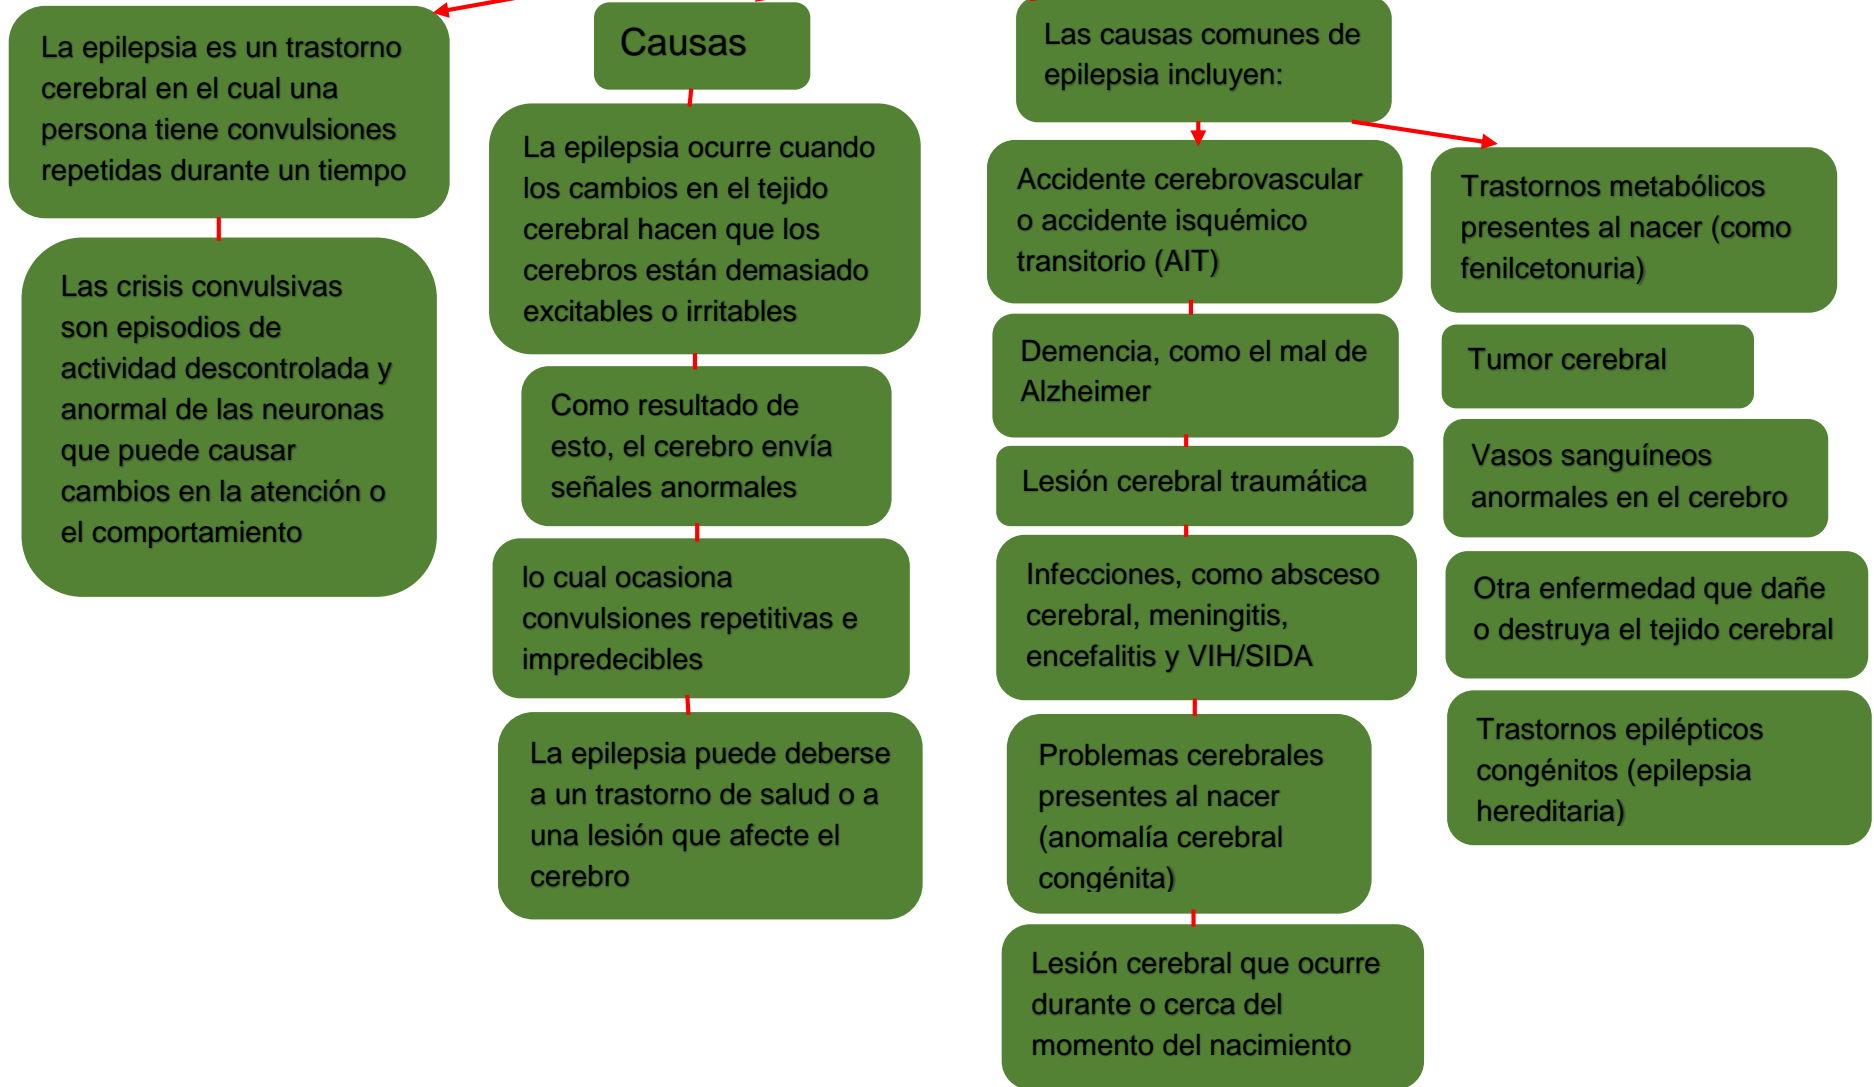 La epilepsia es un trastorno
cerebral en el cual una
persona tiene convulsiones
repetidas durante un tiempo
Las crisis convulsivas
son episodios de
actividad descontrolada y
anormal de las neuronas
que puede causar
cambios en la atención o
el comportamiento
Causas
La epilepsia ocurre cuando
los cambios en el tejido
cerebral hacen que los
cerebros están demasiado
excitables o irritables
Como resultado de
esto, el cerebro envía
señales anormales
lo cual ocasiona
convulsiones repetitivas e
impredecibles
La epilepsia puede deberse
a un trastorno de salud o a
una lesión que afecte el
cerebro
Las causas comunes de
epilepsia incluyen:
Accidente cerebrovascular
o accidente isquémico
transitorio (AIT)
Demencia, como el mal de
Alzheimer
Lesión cerebral traumática
Infecciones, como absceso
cerebral, meningitis,
encefalitis y VIH/SIDA
Problemas cerebrales
presentes al nacer
(anomalía cerebral
congénita)
Lesión cerebral que ocurre
durante o cerca del
momento del nacimiento
Trastornos metabólicos
presentes al nacer (como
fenilcetonuria)
Tumor cerebral
Vasos sanguíneos
anormales en el cerebro
Otra enfermedad que dañe
o destruya el tejido cerebral
Trastornos epilépticos
congénitos (epilepsia
hereditaria)